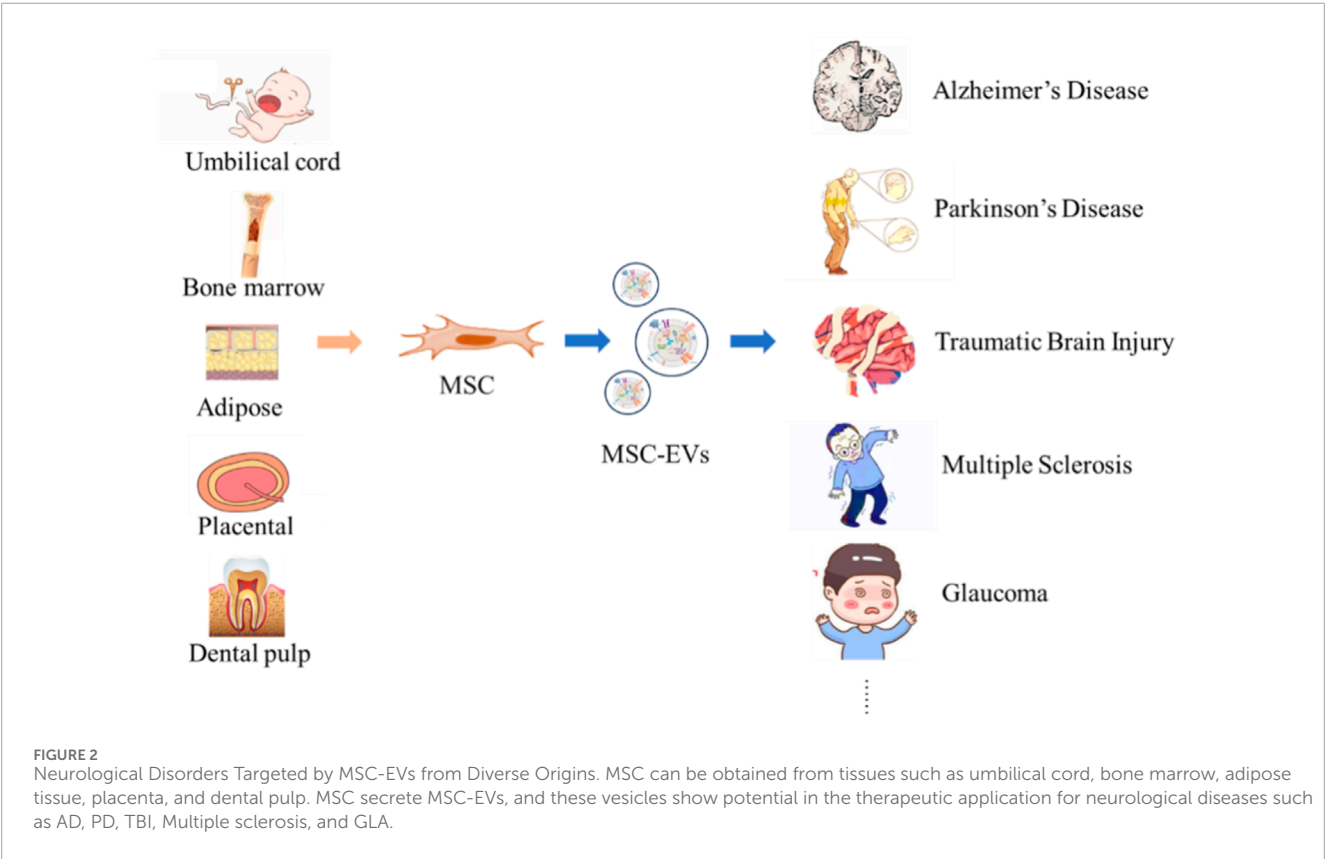 Umbilical cord
Bone marrow
Adipose
Placental
Dental pulp
MSC
MSC-EVs
Alzheimer's Disease
Parkinson's Disease
Traumatic Brain Injury
Multiple Sclerosis
Glaucoma
FIGURE 2
Neurological Disorders Targeted by MSC-EVs from Diverse Origins. MSC can be obtained from tissues such as umbilical cord, bone marrow, adipose
tissue, placenta, and dental pulp. MSC secrete MSC-EVs, and these vesicles show potential in the therapeutic application for neurological diseases such
as AD, PD, TBI, Multiple sclerosis, and GLA.